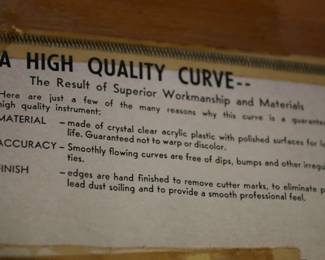 A HIGH QUALITY CURVE--
The Result of Superior Workmanship and Materials
Here are just a few of the many reasons why this curve is a
high quality instrument:
MATERIAL – made of crystal clear acrylic plastic with polished surfaces for
life. Guaranteed not to warp or discolor.
ACCURACY – Smoothly flowing curves are free of dips, bumps and other
ties.
FINISH – edges are hand finished to remove cutter marks, to eliminate
lead dust soiling and to provide a smooth professional feel.